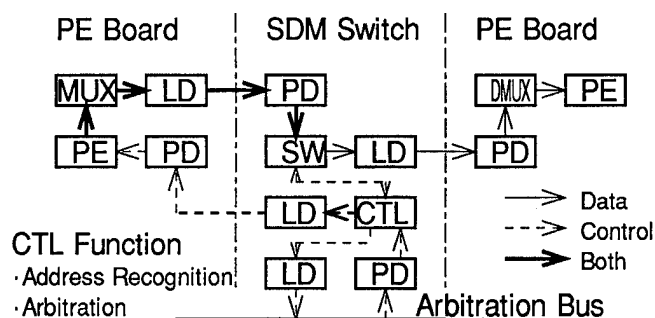 PE Board SDM Switch PE Board
MUX LD PD DMUX PE
PE PD SW LD PD
LD CTL
Data
Control
Both
CTL Function
·Address Recognition
·Arbitration
LD PD
Arbitration Bus